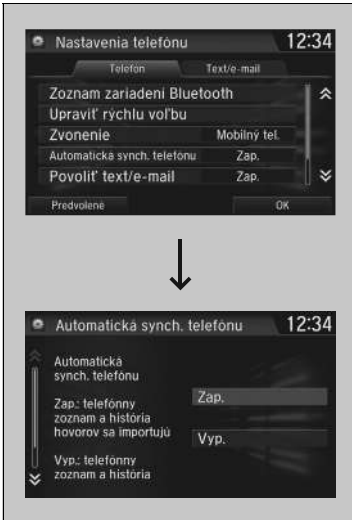 Nastavenia telefónu 12:34
Telefón Text/e-mail
Zoznam zariadení Bluetooth
Upraviť rýchlu voľbu
Zvonenie Mobilný tel.
Automatická synch. telefónu Zap.
Povoliť text/e-mail Zap.
Predvolené OK
Automatická synch. telefónu 12:34
Automatická
synch. telefónu
Zap.: telefónny
zoznam a história
hovorov sa importujú
Vyp.: telefónny
zoznam a história
Zap.
Vyp.